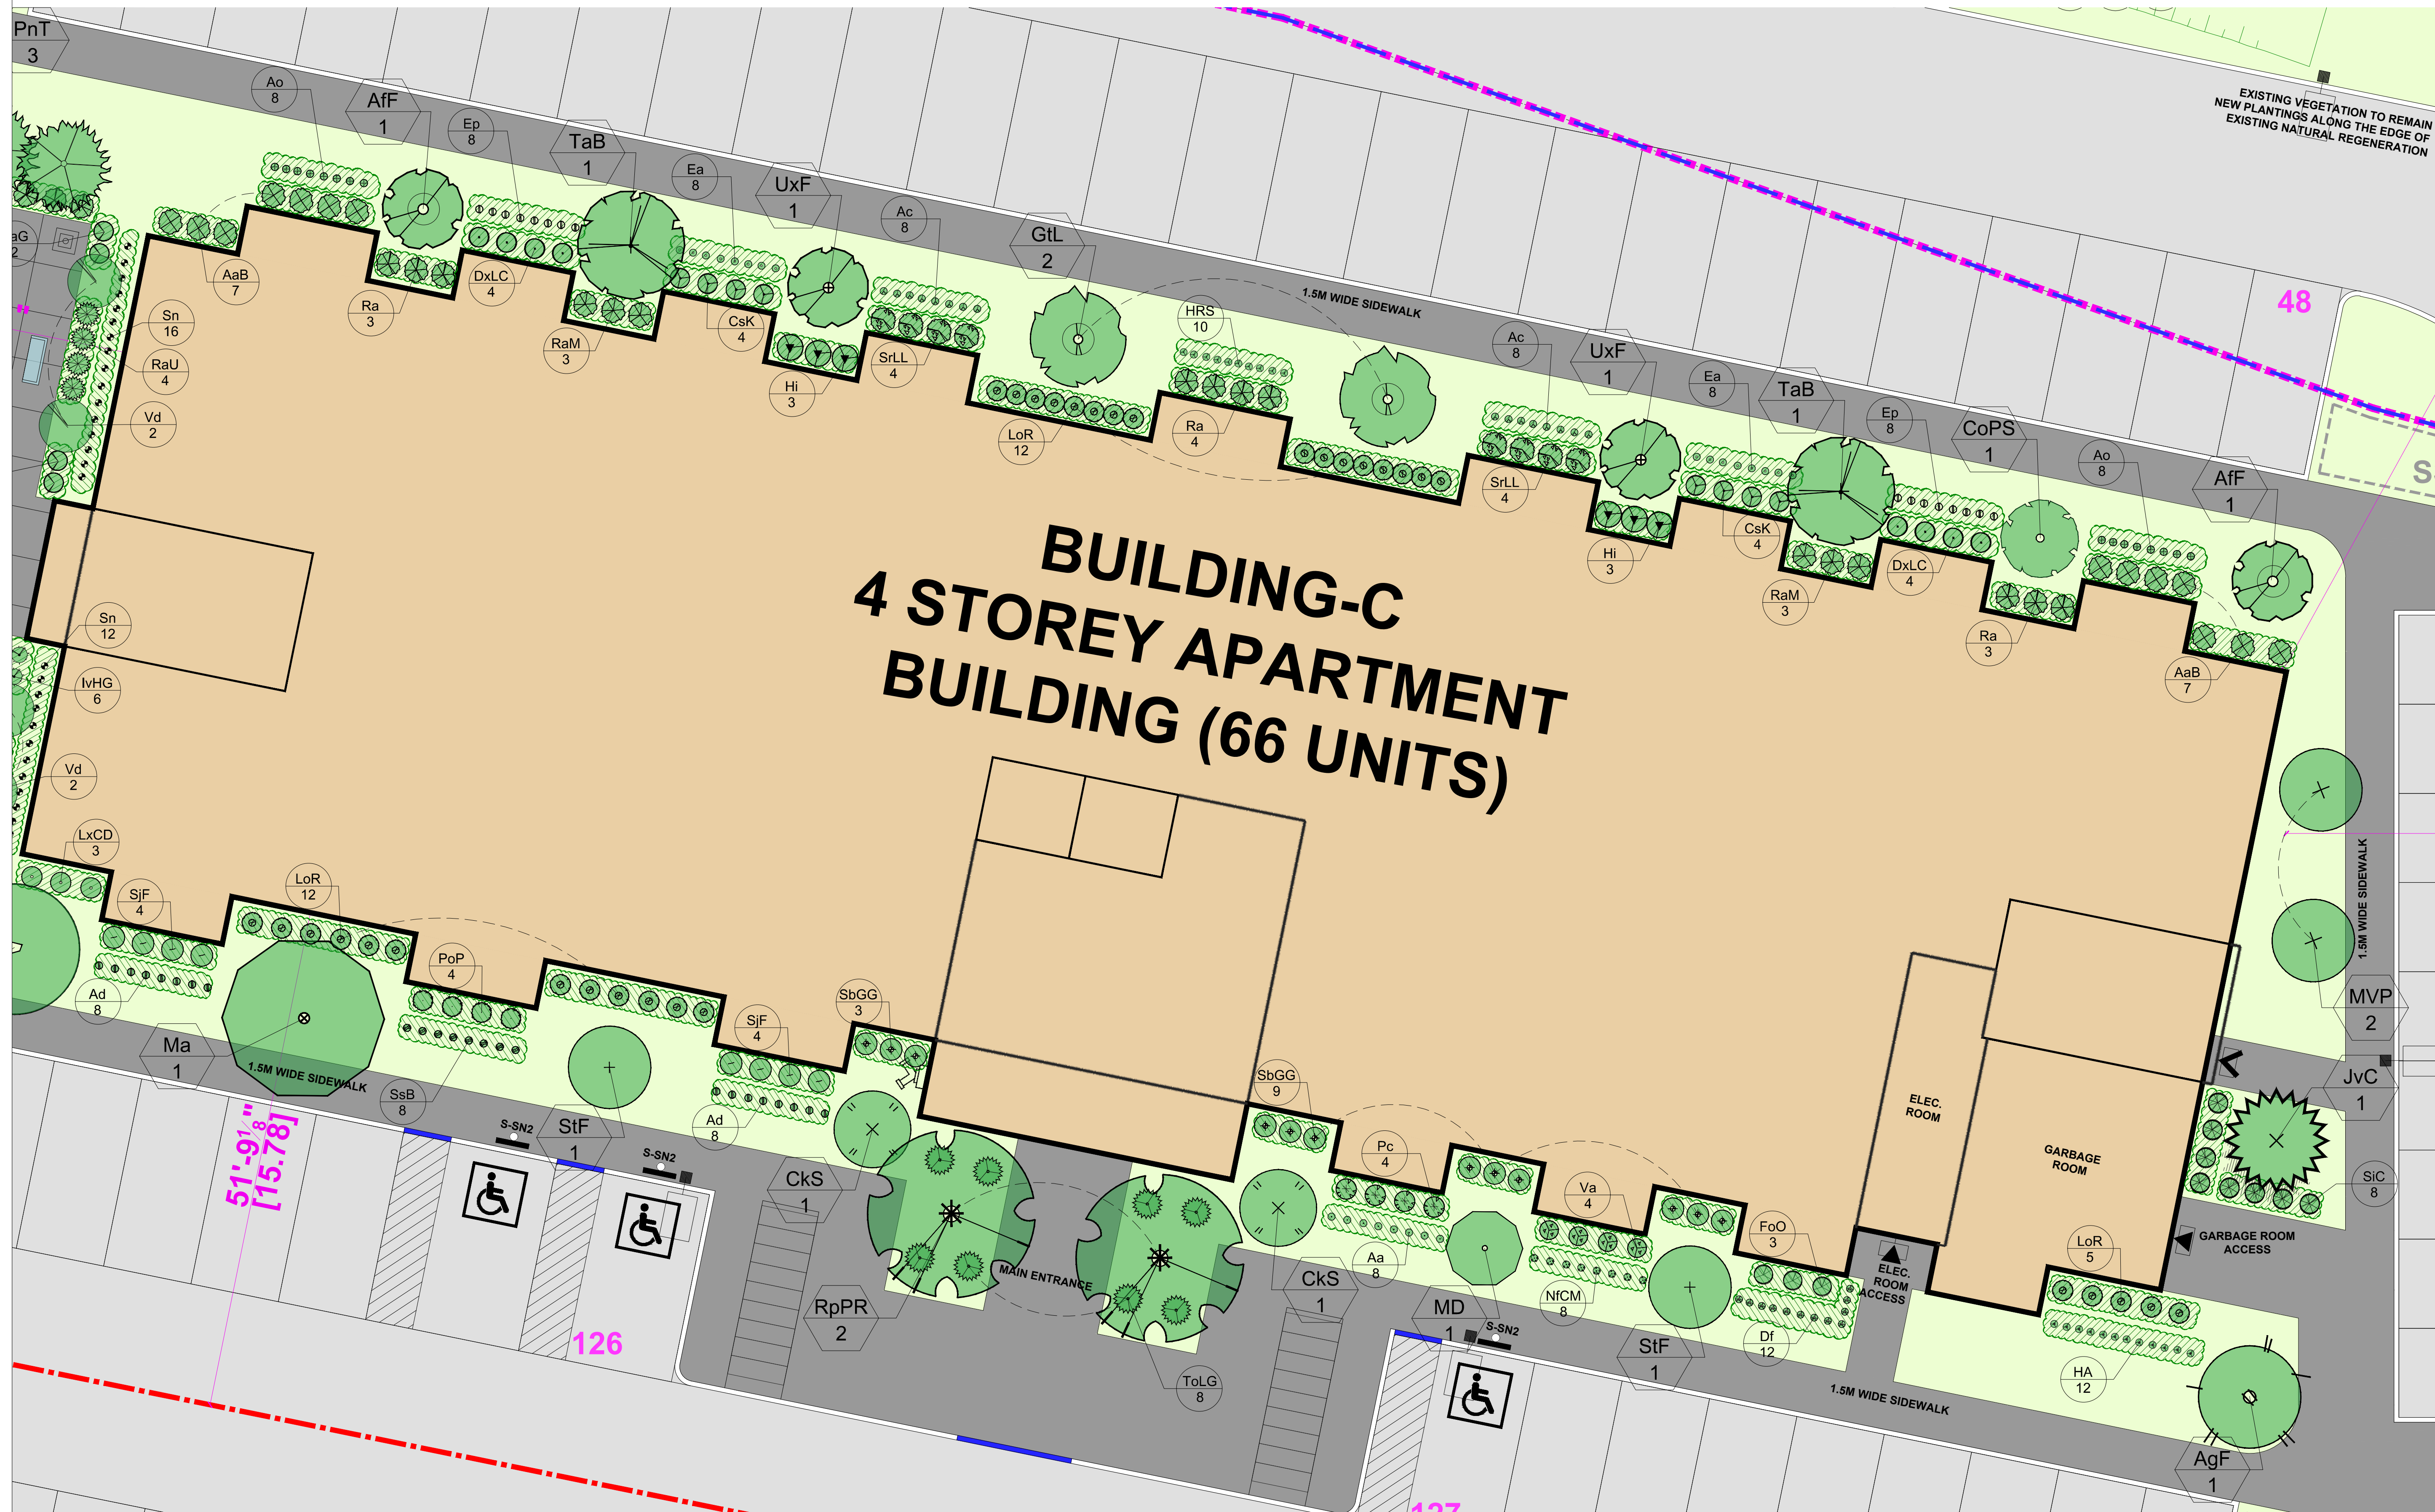 PnT
3
Ao
8
AfF
1
Ep
8
TaB
1
Ea
8
UxF
1
Ac
8
GtL
2
EXISTING VEGETATION TO REMAIN
NEW PLANTINGS ALONG THE EDGE OF
EXISTING NATURAL REGENERATION
48
1.5M WIDE SIDEWALK
HRS
10
Ac
8
UxF
1
Ea
8
TaB
1
Ep
8
CoPS
1
Ao
8
AfF
1
aG
2
AaB
7
Ra
3
DxLC
4
RaM
3
CsK
4
Hi
3
SrLL
4
LoR
12
Ra
4
SrLL
4
Hi
3
CsK
4
RaM
3
DxLC
4
Ra
3
AaB
7
Sn
16
RaU
4
Vd
2
Sn
12
IvHG
6
Vd
2
LxCD
3
BUILDING-C
4 STOREY APARTMENT
BUILDING (66 UNITS)
1.5M WIDE SIDEWALK
MVP
2
JvC
1
SiC
8
SjF
4
LoR
12
PoP
4
SjF
4
SbGG
3
SbGG
9
Pc
4
Va
4
FoO
3
LoR
5
ELEC.
ROOM
GARBAGE
ROOM
GARBAGE ROOM
ACCESS
ELEC.
ROOM
ACCESS
Ad
8
Ma
1
1.5M WIDE SIDEWALK
SsB
8
S-SN2
StF
1
S-SN2
Ad
8
CkS
1
RpPR
2
MAIN ENTRANCE
ToLG
8
CkS
1
Aa
8
MD
1
S-SN2
NfCM
8
StF
1
Df
12
1.5M WIDE SIDEWALK
HA
12
AgF
1
51'-9 1/8"
[15.78]
126
127